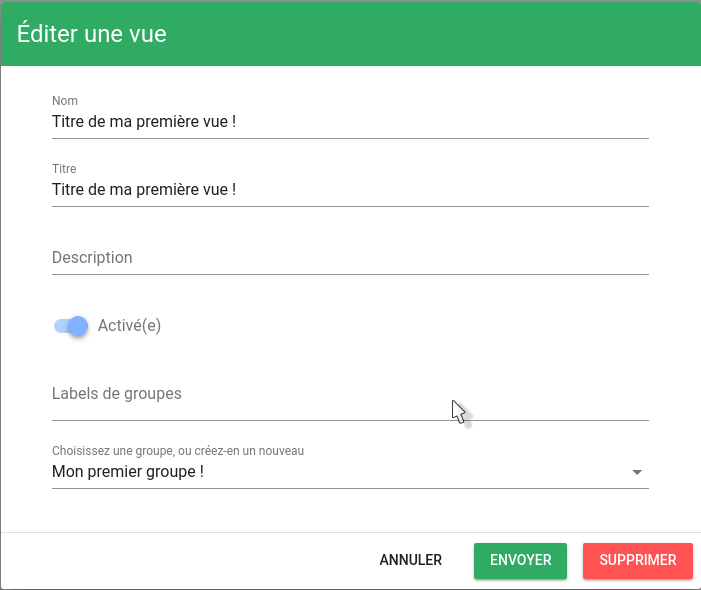 Éditer une vue
Nom
Titre de ma première vue !
Titre
Titre de ma première vue !
Description
Activé(e)
Labels de groupes
Choisissez une groupe, ou créez-en un nouveau
Mon premier groupe !
ANNULER ENVOYER SUPPRIMER